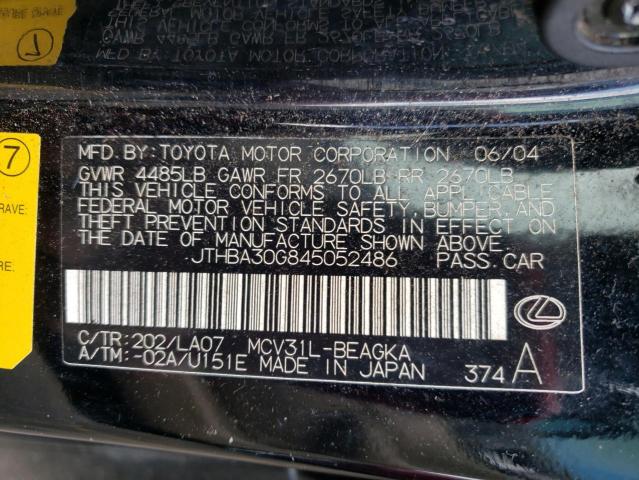 7
RAVE:
MFD. BY: TOYOTA MOTOR CORPORATION 06/04
GVWR 4485LB GAWR FR 2670LB RR 2670LB
THIS VEHICLE CONFORMS TO ALL APPLICABLE
FEDERAL MOTOR VEHICLE SAFETY, BUMPER, AND
THEFT PREVENTION STANDARDS IN EFFECT ON
THE DATE OF MANUFACTURE SHOWN ABOVE.
JTHBA30G845052486 PASS. CAR
C/TR: 202/LA07 MCV31L-BEAGKA
A/TM: -02A/U151E MADE IN JAPAN 374 A